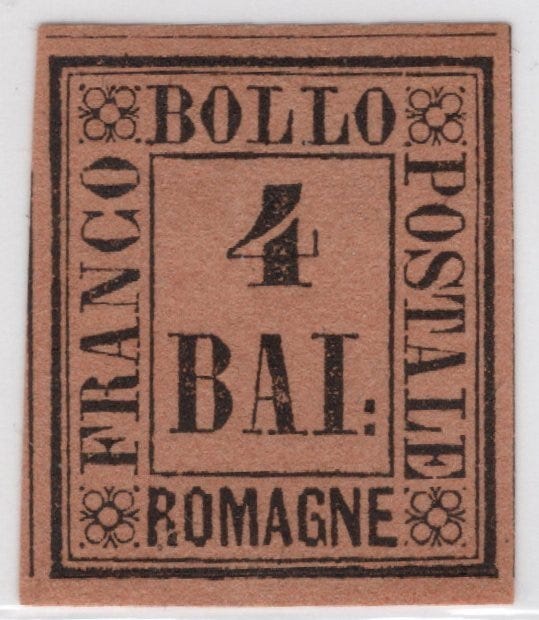 FRANCO
BOLLO
POSTALE
4
BAI:
ROMAGNE